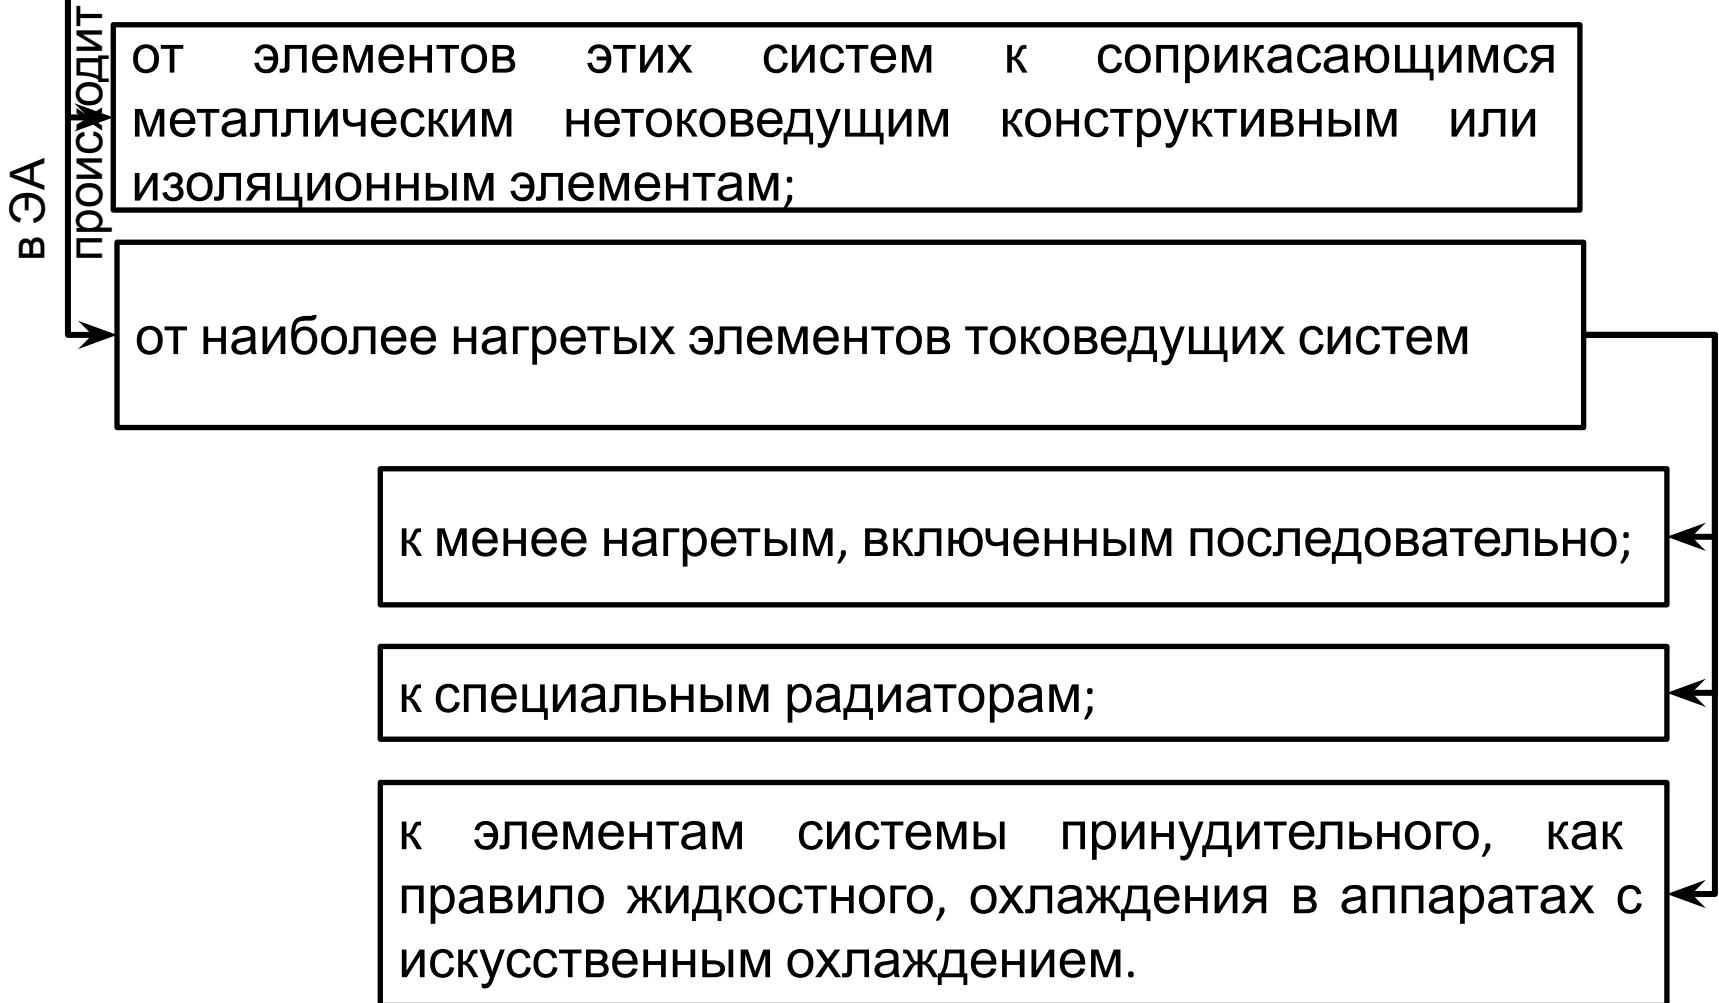 в ЭА
происходит
от элементов этих систем к соприкасающимся
металлическим нетоковедущим конструктивным или
изоляционным элементам;
от наиболее нагретых элементов токоведущих систем
к менее нагретым, включенным последовательно;
к специальным радиаторам;
к элементам системы принудительного, как
правило жидкостного, охлаждения в аппаратах с
искусственным охлаждением.